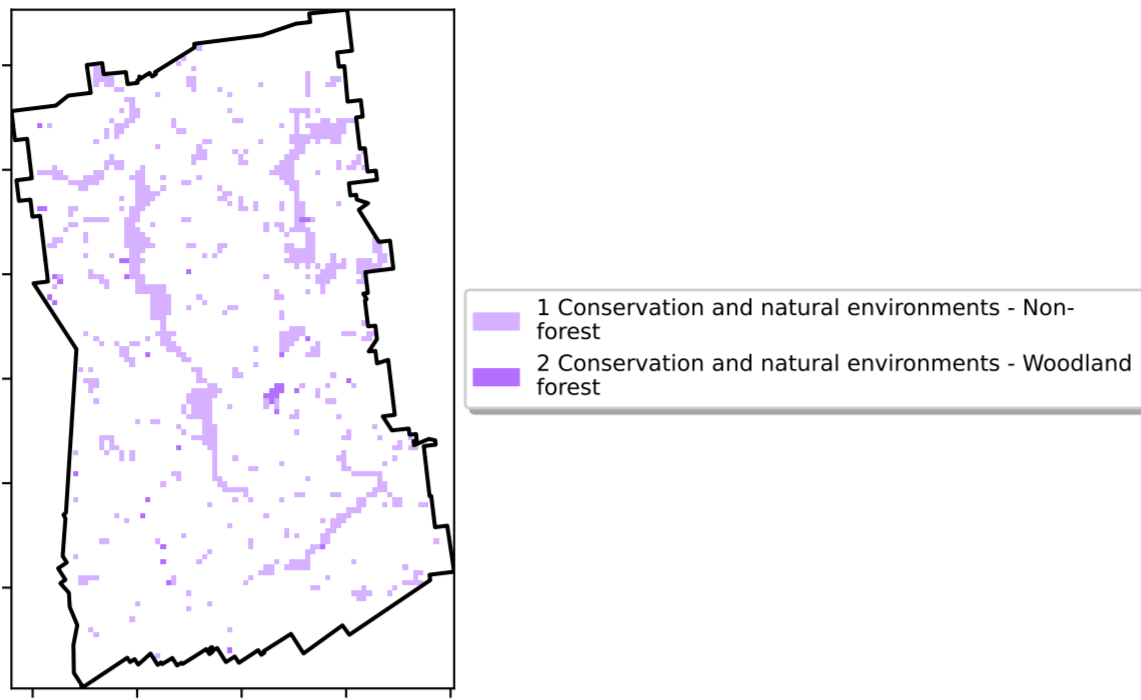 1 Conservation and natural environments - Non-
forest
2 Conservation and natural environments - Woodland
forest